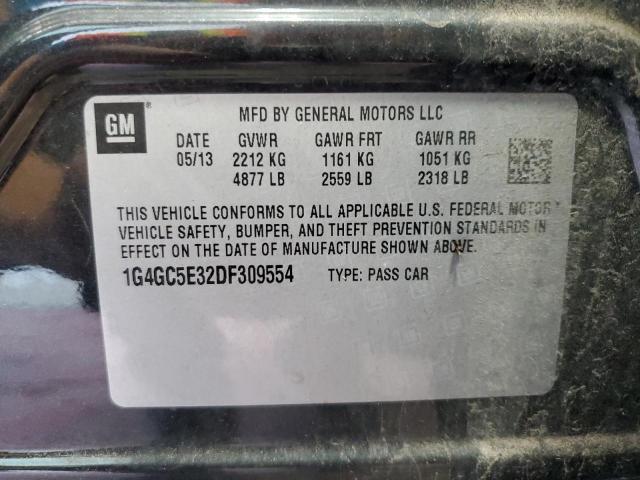 GM®
MFD BY GENERAL MOTORS LLC
DATE GVWR GAWR FRT GAWR RR
05/13 2212 KG 1161 KG 1051 KG
4877 LB 2559 LB 2318 LB
THIS VEHICLE CONFORMS TO ALL APPLICABLE U.S. FEDERAL MOTOR
VEHICLE SAFETY, BUMPER, AND THEFT PREVENTION STANDARDS IN
EFFECT ON THE DATE OF MANUFACTURE SHOWN ABOVE.
1G4GC5E32DF309554 TYPE: PASS CAR